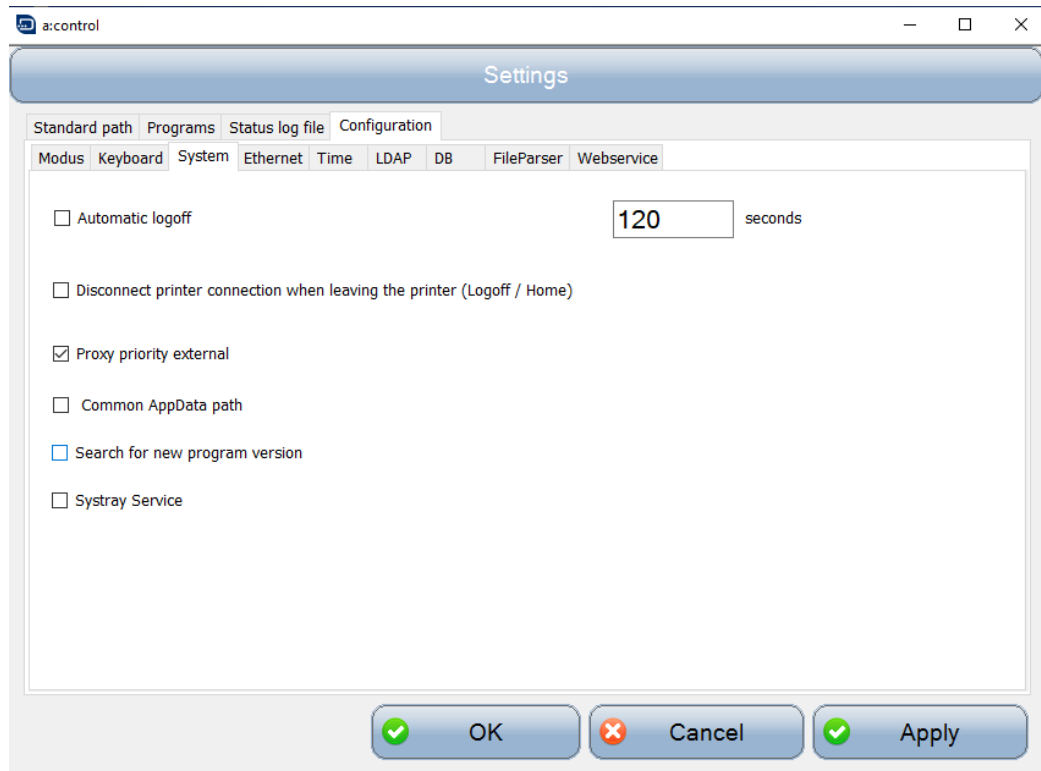 a:control
Settings
Standard path Programs Status log file Configuration
Modus Keyboard System Ethernet Time LDAP DB FileParser Webservice
Automatic logoff 120 seconds
Disconnect printer connection when leaving the printer (Logoff / Home)
Proxy priority external
Common AppData path
Search for new program version
Systray Service
OK Cancel Apply